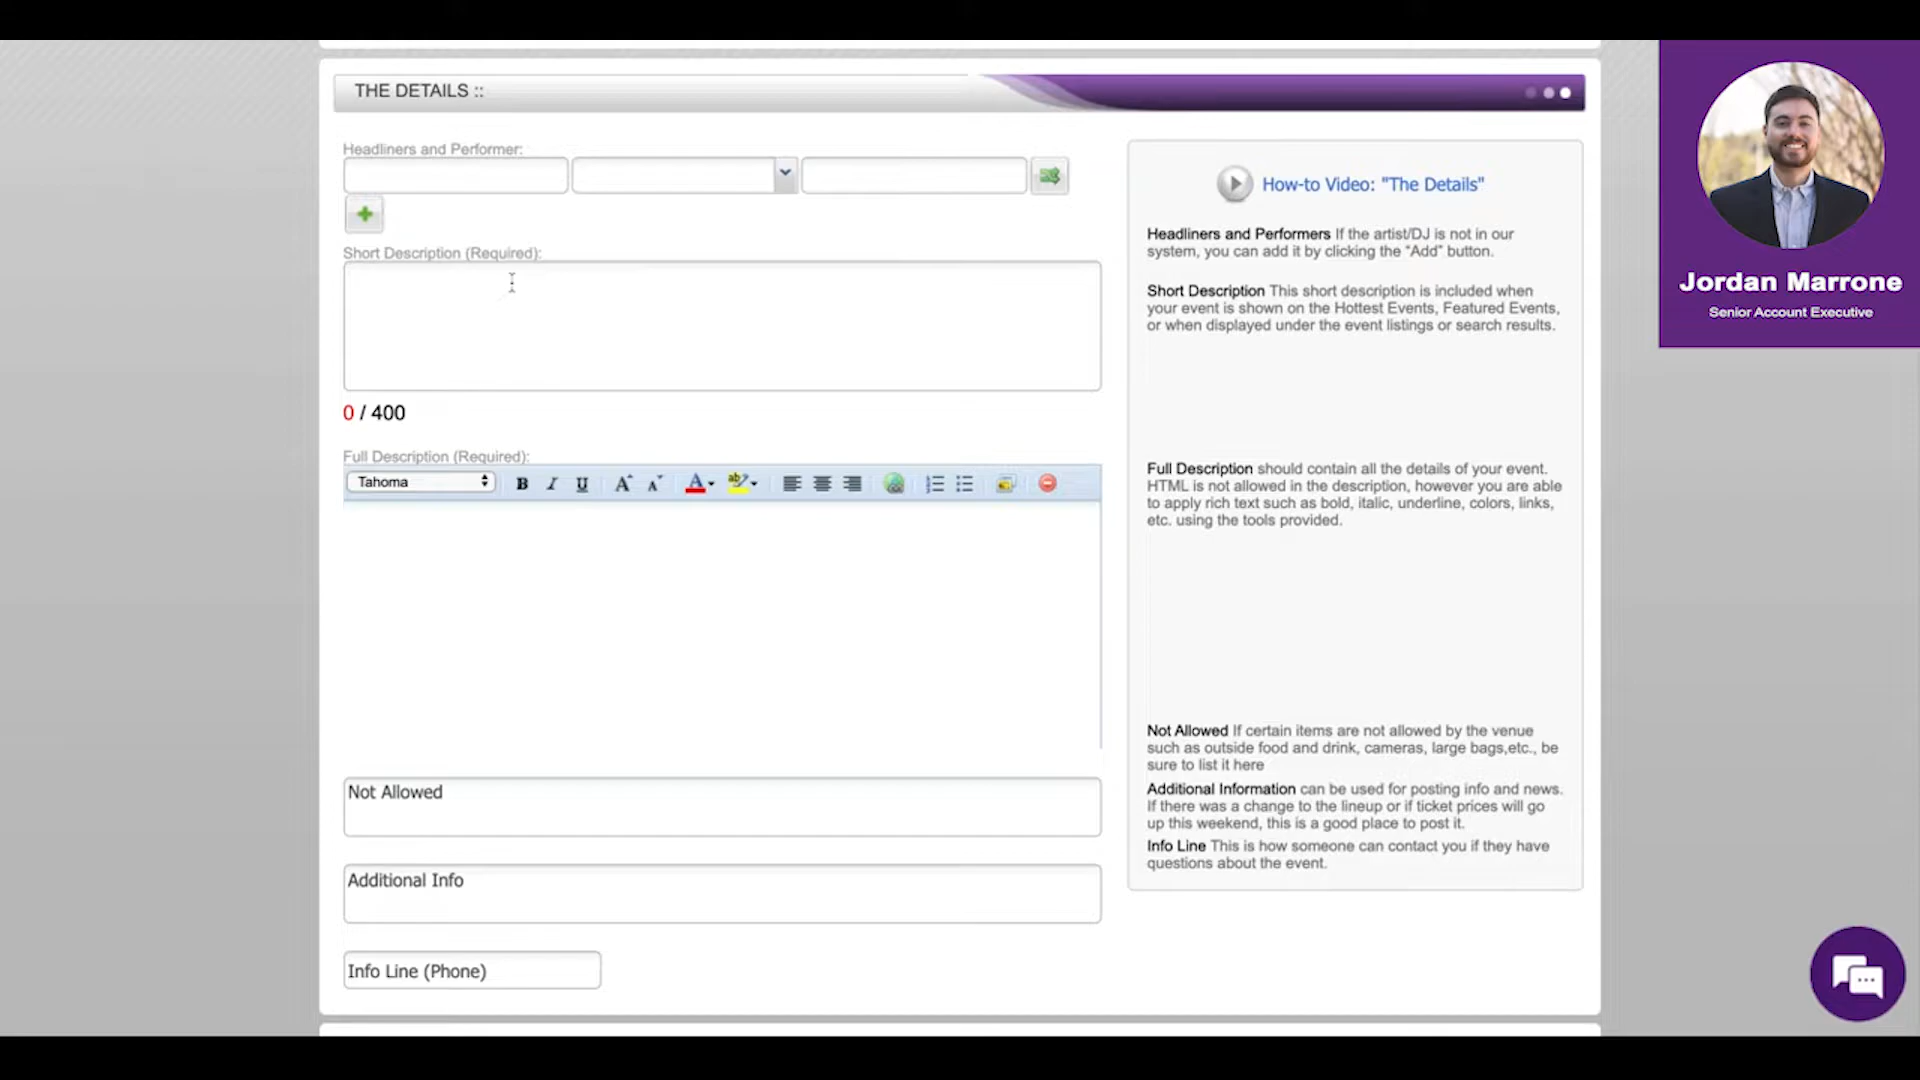 THE DETAILS ::
Headliners and Performer:
Short Description (Required):
0 / 400
Full Description (Required):
Tahoma
B I U A A A ab
Not Allowed
Additional Info
Info Line (Phone)
How-to Video: "The Details"
Headliners and Performers If the artist/DJ is not in our
system, you can add it by clicking the “Add” button.
Short Description This short description is included when
your event is shown on the Hottest Events, Featured Events,
or when displayed under the event listings or search results.
Full Description should contain all the details of your event.
HTML is not allowed in the description, however you are able
to apply rich text such as bold, italic, underline, colors, links,
etc. using the tools provided.
Not Allowed If certain items are not allowed by the venue
such as outside food and drink, cameras, large bags,etc., be
sure to list it here
Additional Information can be used for posting info and news.
If there was a change to the lineup or if ticket prices will go
up this weekend, this is a good place to post it.
Info Line This is how someone can contact you if they have
questions about the event.
Jordan Marrone
Senior Account Executive